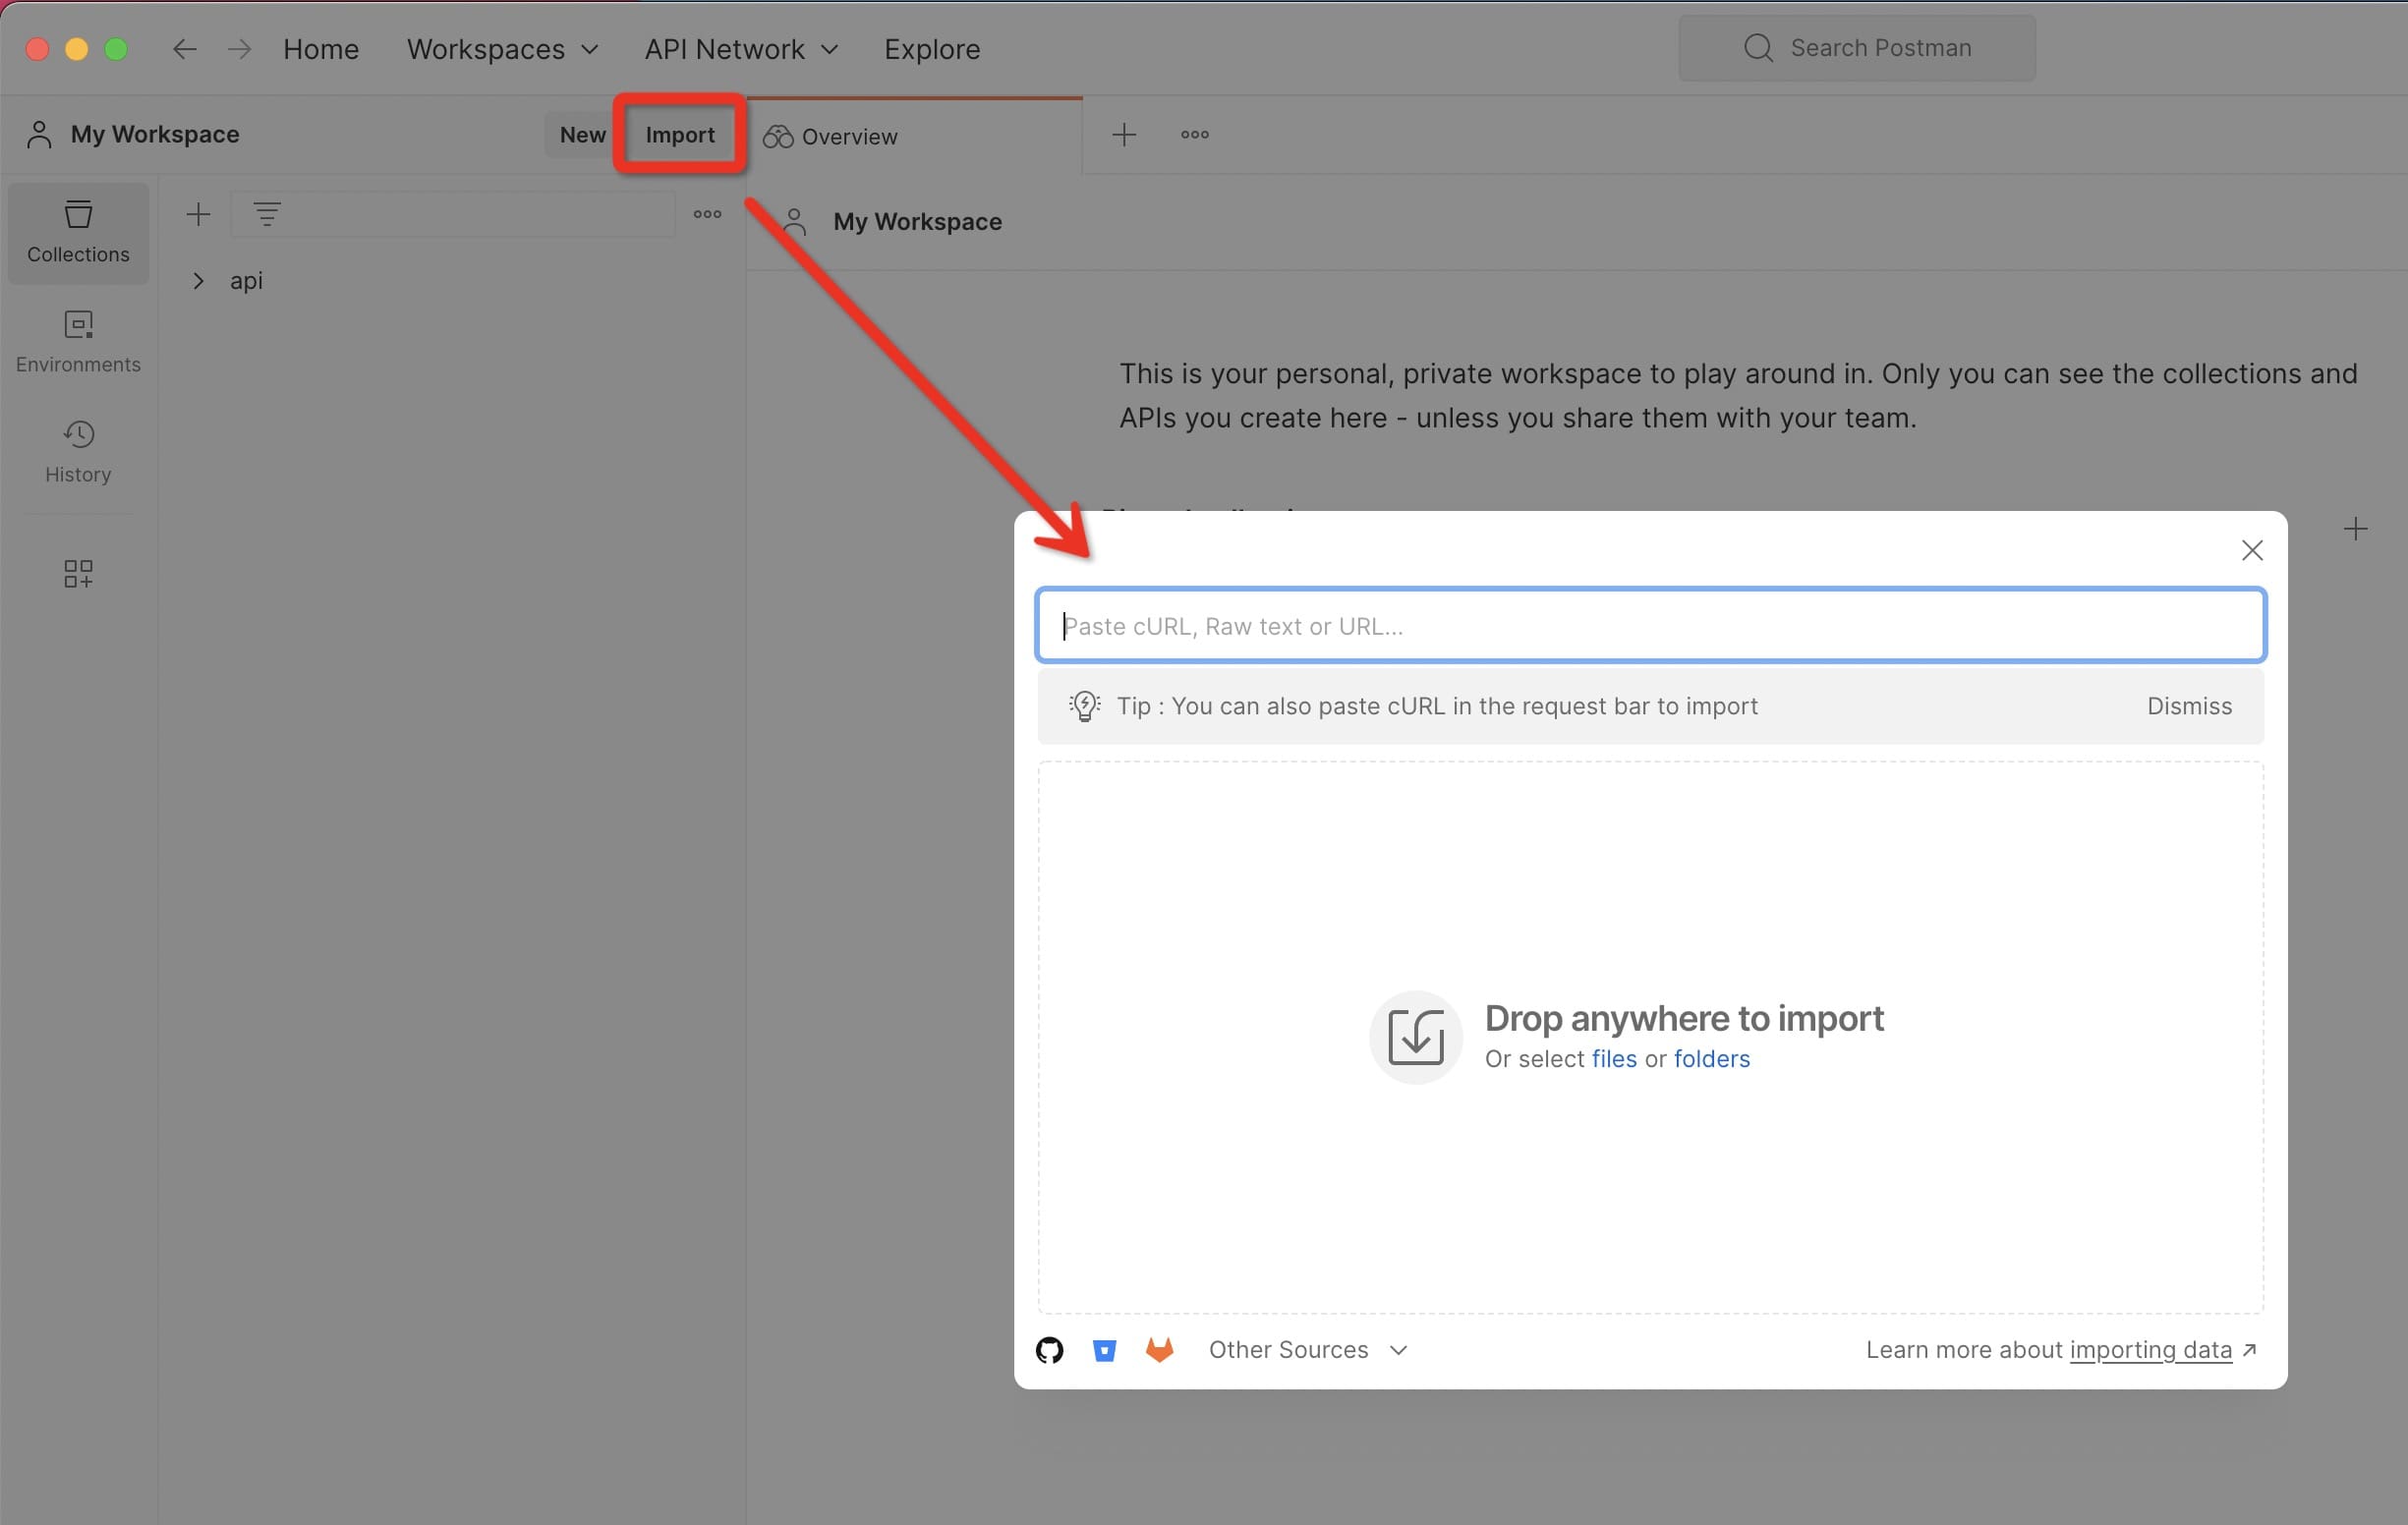 Home
Workspaces
API Network
Explore
Search Postman
My Workspace
New
Import
Overview
Collections
api
Environments
History
My Workspace
This is your personal, private workspace to play around in. Only you can see the collections and
APIs you create here - unless you share them with your team.
Paste cURL, Raw text or URL...
Tip : You can also paste cURL in the request bar to import
Dismiss
Drop anywhere to import
Or select files or folders
Other Sources
Learn more about importing data